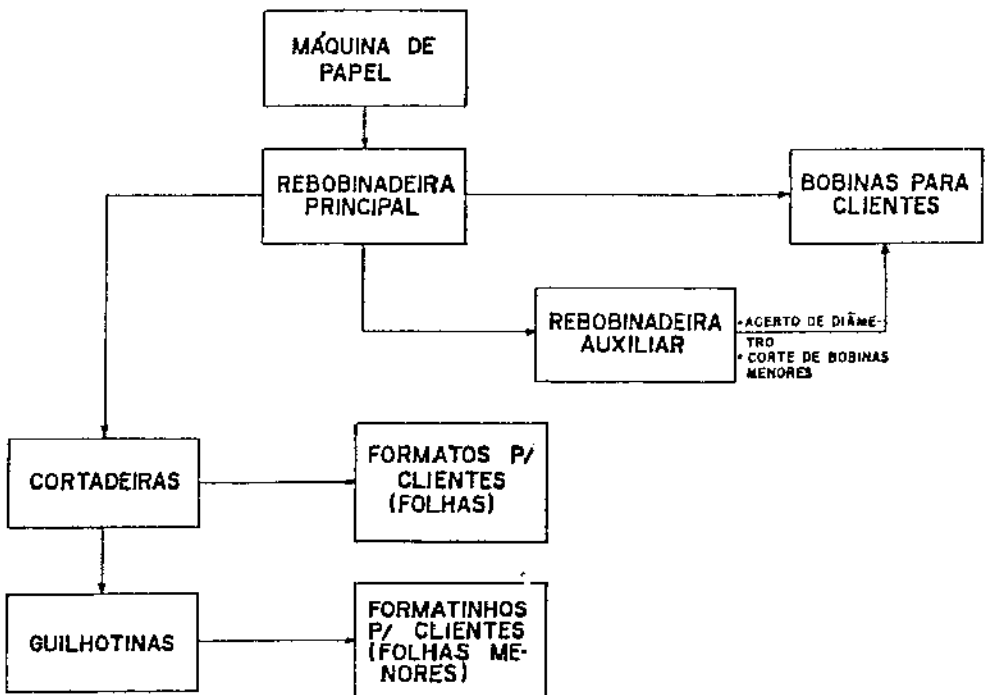 MÁQUINA DE
PAPEL
REBOBINADEIRA
PRINCIPAL
BOBINAS PARA
CLIENTES
REBOBINADEIRA
AUXILIAR
• ACERTO DE DIÂME-
TRO
• CORTE DE BOBINAS
MENORES
CORTADEIRAS
FORMATOS P/
CLIENTES
(FOLHAS)
GUILHOTINAS
FORMATINHOS
P/ CLIENTES
(FOLHAS ME-
NORES)